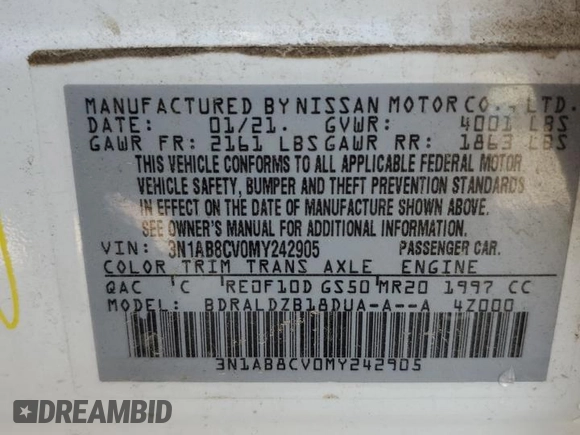 MANUFACTURED BY NISSAN MOTOR CO., LTD.
DATE: 01/21. GVWR: 4001 LBS
GAWR FR: 2161 LBS GAWR RR: 1863 LBS
THIS VEHICLE CONFORMS TO ALL APPLICABLE FEDERAL MOTOR
VEHICLE SAFETY, BUMPER AND THEFT PREVENTION STANDARDS
IN EFFECT ON THE DATE OF MANUFACTURE SHOWN ABOVE.
SEE OWNER'S MANUAL FOR ADDITIONAL INFORMATION.
VIN: 3N1AB8CV0MY242905 PASSENGER CAR.
COLOR TRIM TRANS AXLE ENGINE
QAC C RE0F10D GS50 MR20 1997 CC
MODEL: BDRALDZB18DUA-A--A 4Z000
3N1AB8CV0MY242905
DREAMBID